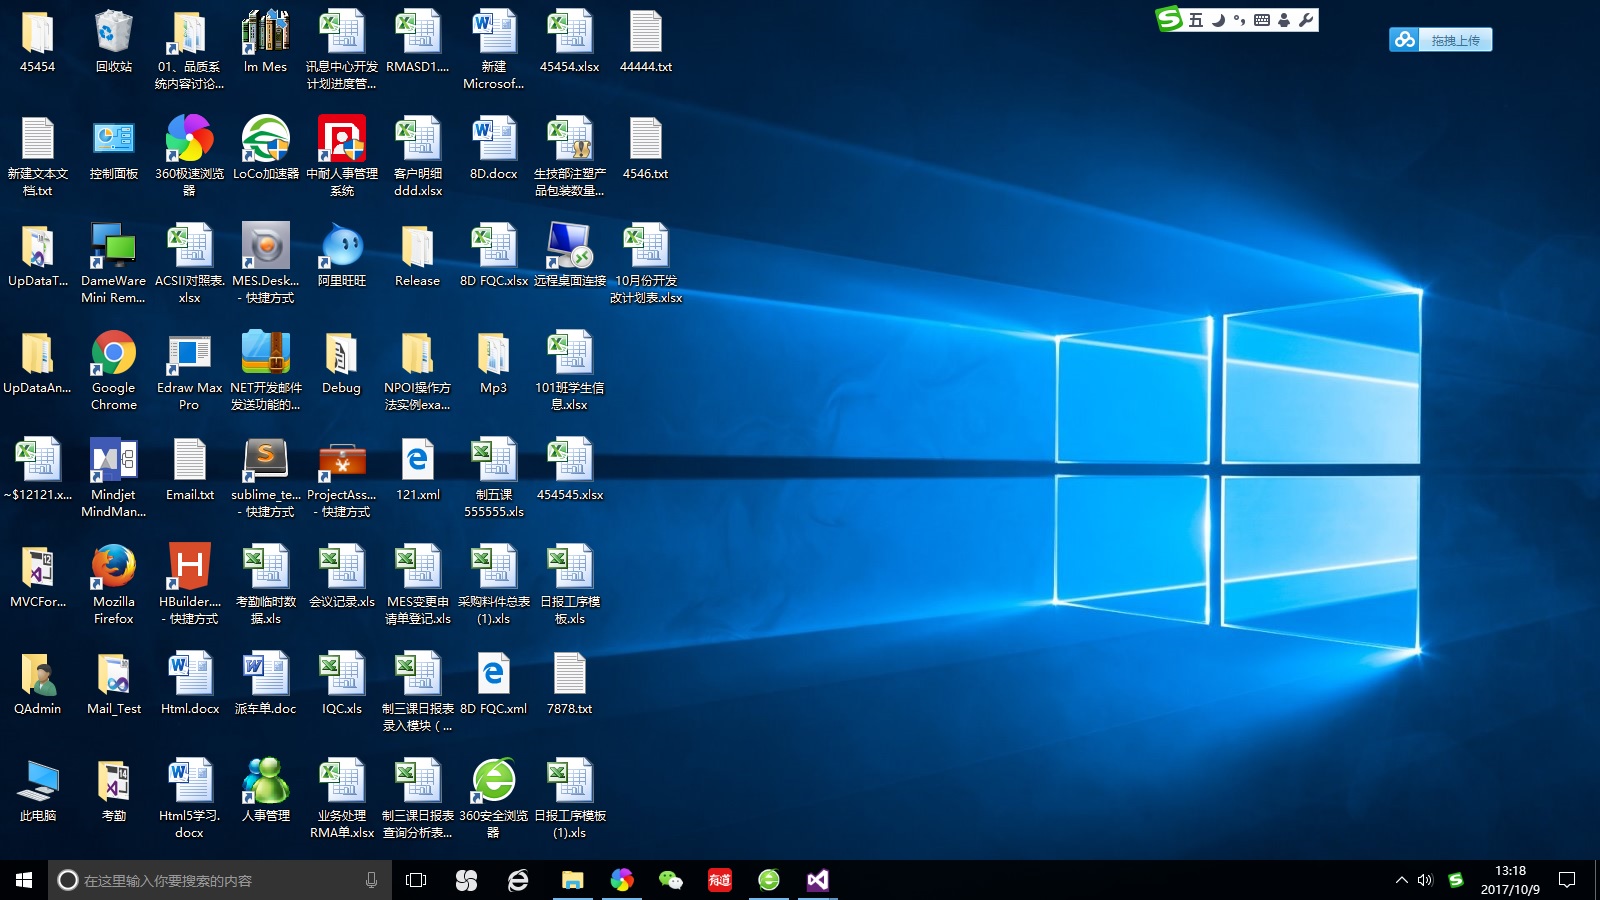 五
拖拽上传
45454
回收站
01、品质系
统内容讨论...
lm Mes
讯息中心开发
计划进度管...
RMASD1....
新建
Microsof...
45454.xlsx
44444.txt
新建文本文
档.txt
控制面板
360极速浏览
器
LoCo加速器
中耐人事管理
系统
客户明细
ddd.xlsx
8D.docx
生技部注塑产
品包装数量...
4546.txt
UpDataT...
DameWare
Mini Rem...
ACSII对照表.
xlsx
MES.Desk...
- 快捷方式
阿里旺旺
Release
8D FQC.xlsx
远程桌面连接
10月份开发
改计划表.xlsx
UpDataAn...
Google
Chrome
Edraw Max
Pro
NET开发邮件
发送功能的...
Debug
NPOI操作方
法实例exa...
Mp3
101班学生信
息.xlsx
~$12121.x...
Mindjet
MindMan...
Email.txt
sublime_te...
- 快捷方式
ProjectAss...
- 快捷方式
121.xml
制五课
555555.xls
454545.xlsx
MVCFor...
Mozilla
Firefox
HBuilder....
- 快捷方式
考勤临时数
据.xls
会议记录.xls
MES变更申
请单登记.xls
采购料件总表
(1).xls
日报工序模
板.xls
QAdmin
Mail_Test
Html.docx
派车单.doc
IQC.xls
制三课日报表
录入模块（...
8D FQC.xml
7878.txt
此电脑
考勤
Html5学习.
docx
人事管理
业务处理
RMA单.xlsx
制三课日报表
查询分析表...
360安全浏览
器
日报工序模板
(1).xls
在这里输入你要搜索的内容
有道
13:18
2017/10/9